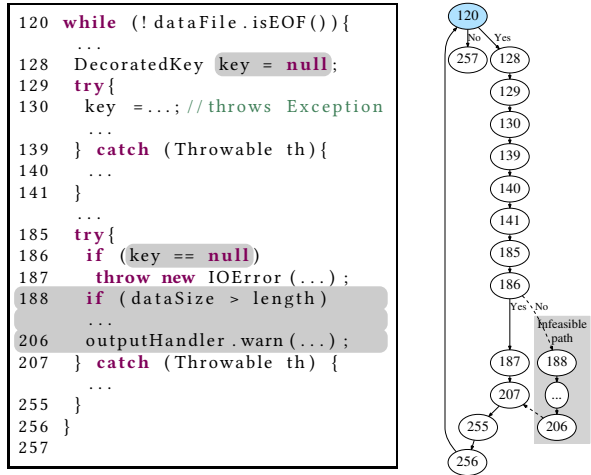 120 while (!dataFile.isEOF()){
...
128 DecoratedKey key = null;
129 try{
130 key =...; //throws Exception
...
139 } catch (Throwable th){
140 ...
141 }
...
185 try{
186 if (key == null)
187 throw new IOError(...);
188 if (dataSize > length)
...
206 outputHandler.warn(...);
207 } catch (Throwable th) {
...
255 }
256 }
257
120
No Yes
257 128
129
130
139
140
141
185
186
Yes No
Infeasible
path
187 188
207 ...
255 206
256